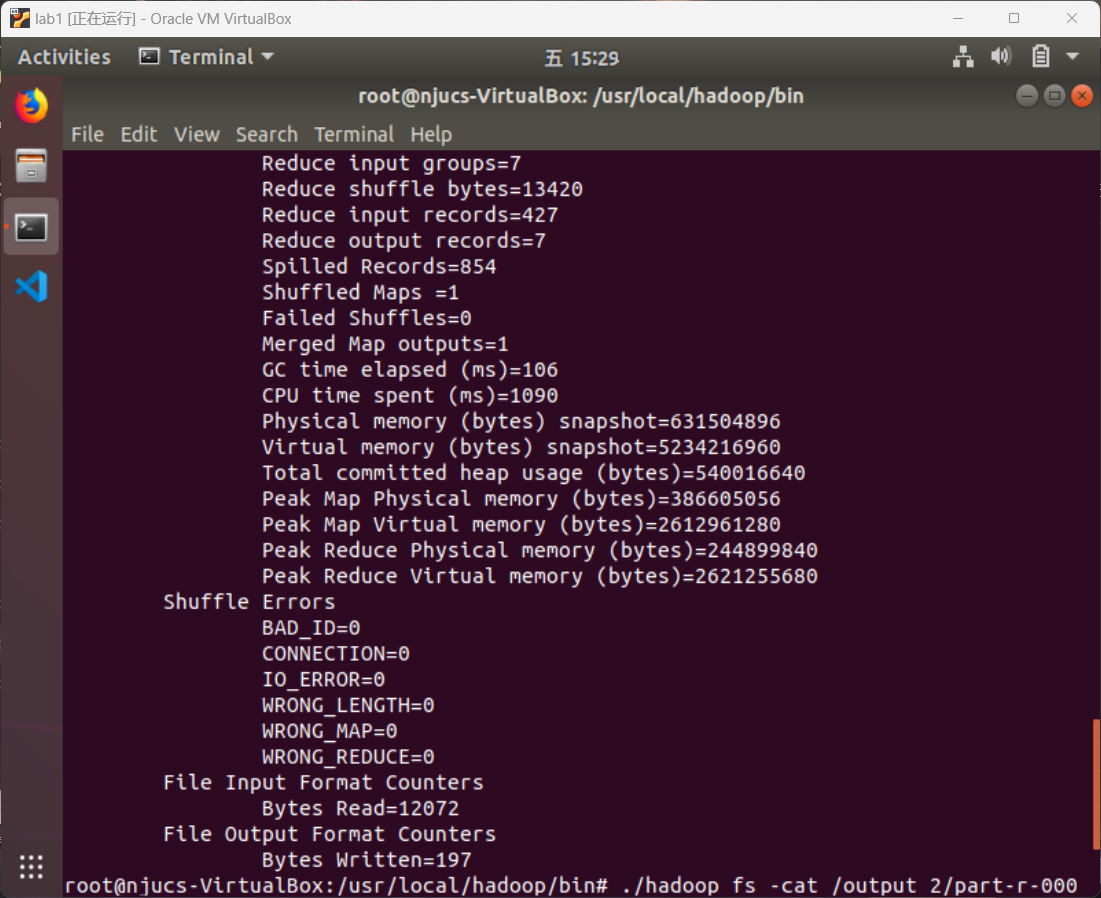 lab1 [正在运行] - Oracle VM VirtualBox
Activities Terminal 五 15:29
root@njucs-VirtualBox: /usr/local/hadoop/bin
File Edit View Search Terminal Help
Reduce input groups=7
Reduce shuffle bytes=13420
Reduce input records=427
Reduce output records=7
Spilled Records=854
Shuffled Maps =1
Failed Shuffles=0
Merged Map outputs=1
GC time elapsed (ms)=106
CPU time spent (ms)=1090
Physical memory (bytes) snapshot=631504896
Virtual memory (bytes) snapshot=5234216960
Total committed heap usage (bytes)=540016640
Peak Map Physical memory (bytes)=386605056
Peak Map Virtual memory (bytes)=2612961280
Peak Reduce Physical memory (bytes)=244899840
Peak Reduce Virtual memory (bytes)=2621255680
Shuffle Errors
BAD_ID=0
CONNECTION=0
IO_ERROR=0
WRONG_LENGTH=0
WRONG_MAP=0
WRONG_REDUCE=0
File Input Format Counters
Bytes Read=12072
File Output Format Counters
Bytes Written=197
root@njucs-VirtualBox:/usr/local/hadoop/bin# ./hadoop fs -cat /output 2/part-r-000